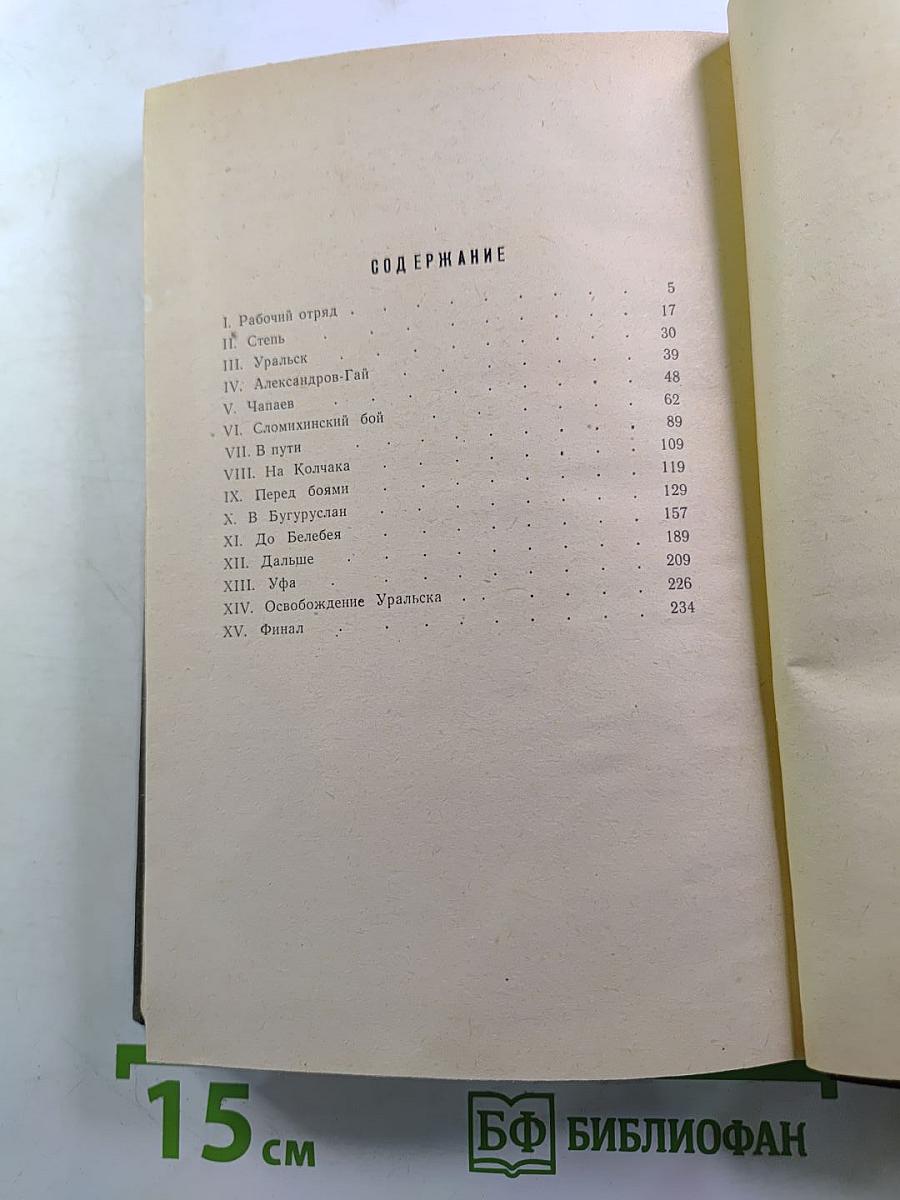 СОДЕРЖАНИЕ
I. Рабочий отряд . . . . . . . 5
II. Степь . . . . . . . . 17
III. Уральск . . . . . . . 30
IV. Александров-Гай . . . . . . 39
V. Чапаев . . . . . . . 48
VI. Сломихинский бой . . . . . 62
VII. В пути . . . . . . . 89
VIII. На Колчака . . . . . . 109
IX. Перед боями . . . . . . 119
X. В Бугуруслан . . . . . . 129
XI. До Белебея . . . . . . 157
XII. Дальше . . . . . . . 189
XIII. Уфа . . . . . . . 209
XIV. Освобождение Уральска . . . . . . 226
XV. Финал . . . . . . . 234
15 см
БФ БИБЛИОФАН